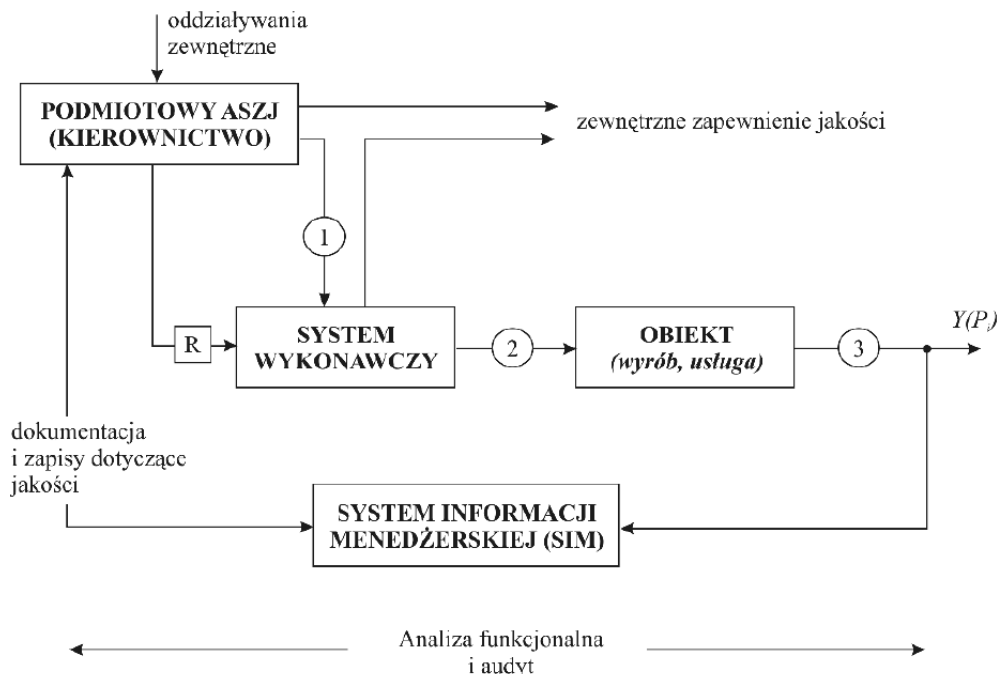 oddziaływania
zewnętrzne
PODMIOTOWY ASZJ
(KIEROWNICTWO)
zewnętrzne zapewnienie jakości
1
R
SYSTEM
WYKONAWCZY
2
OBIEKT
(wyrób, usługa)
3
Y(Pᵢ)
dokumentacja
i zapisy dotyczące
jakości
SYSTEM INFORMACJI
MENEDŻERSKIEJ (SIM)
Analiza funkcjonalna
i audyt